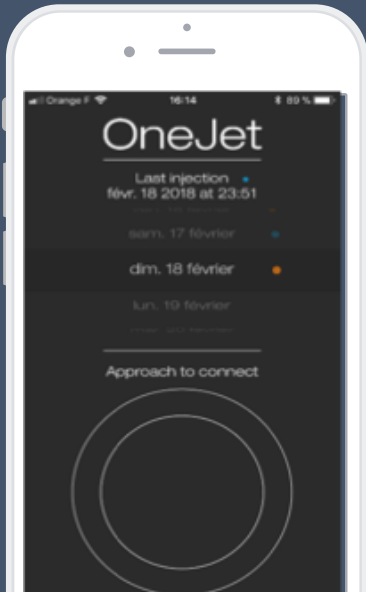 Orange F 16:14 89 %
OneJet
Last injection
févr. 18 2018 at 23:51
sam. 17 février
dim. 18 février
lun. 19 février
Approach to connect